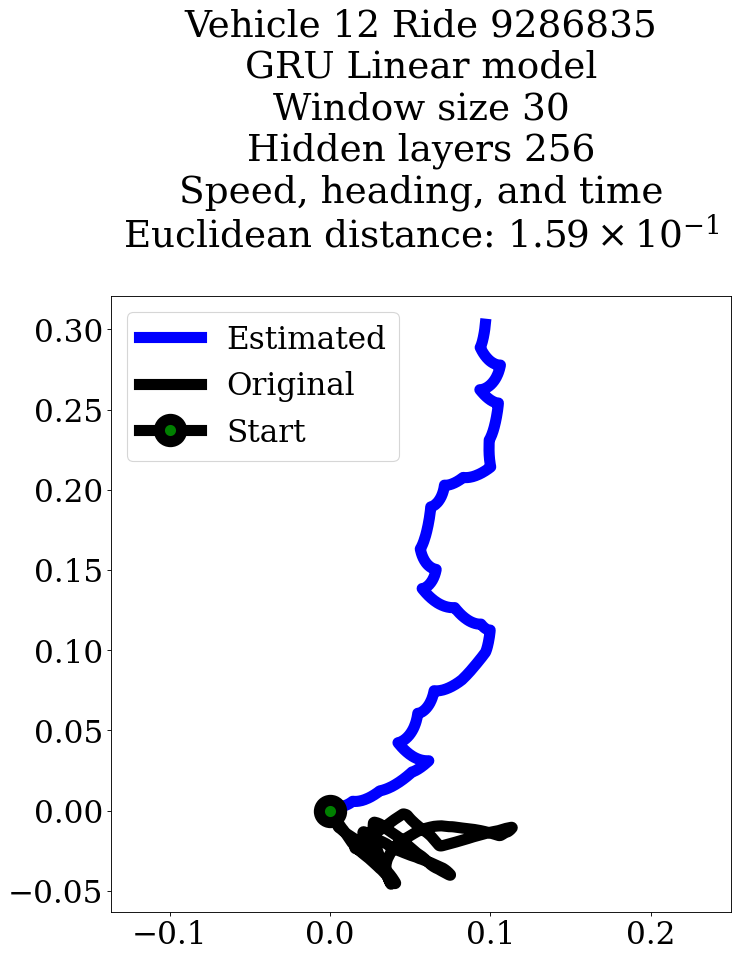 Vehicle 12 Ride 9286835
GRU Linear model
Window size 30
Hidden layers 256
Speed, heading, and time
Euclidean distance: 1.59 × 10⁻¹
Estimated
Original
Start
0.30
0.25
0.20
0.15
0.10
0.05
0.00
−0.05
−0.1 0.0 0.1 0.2